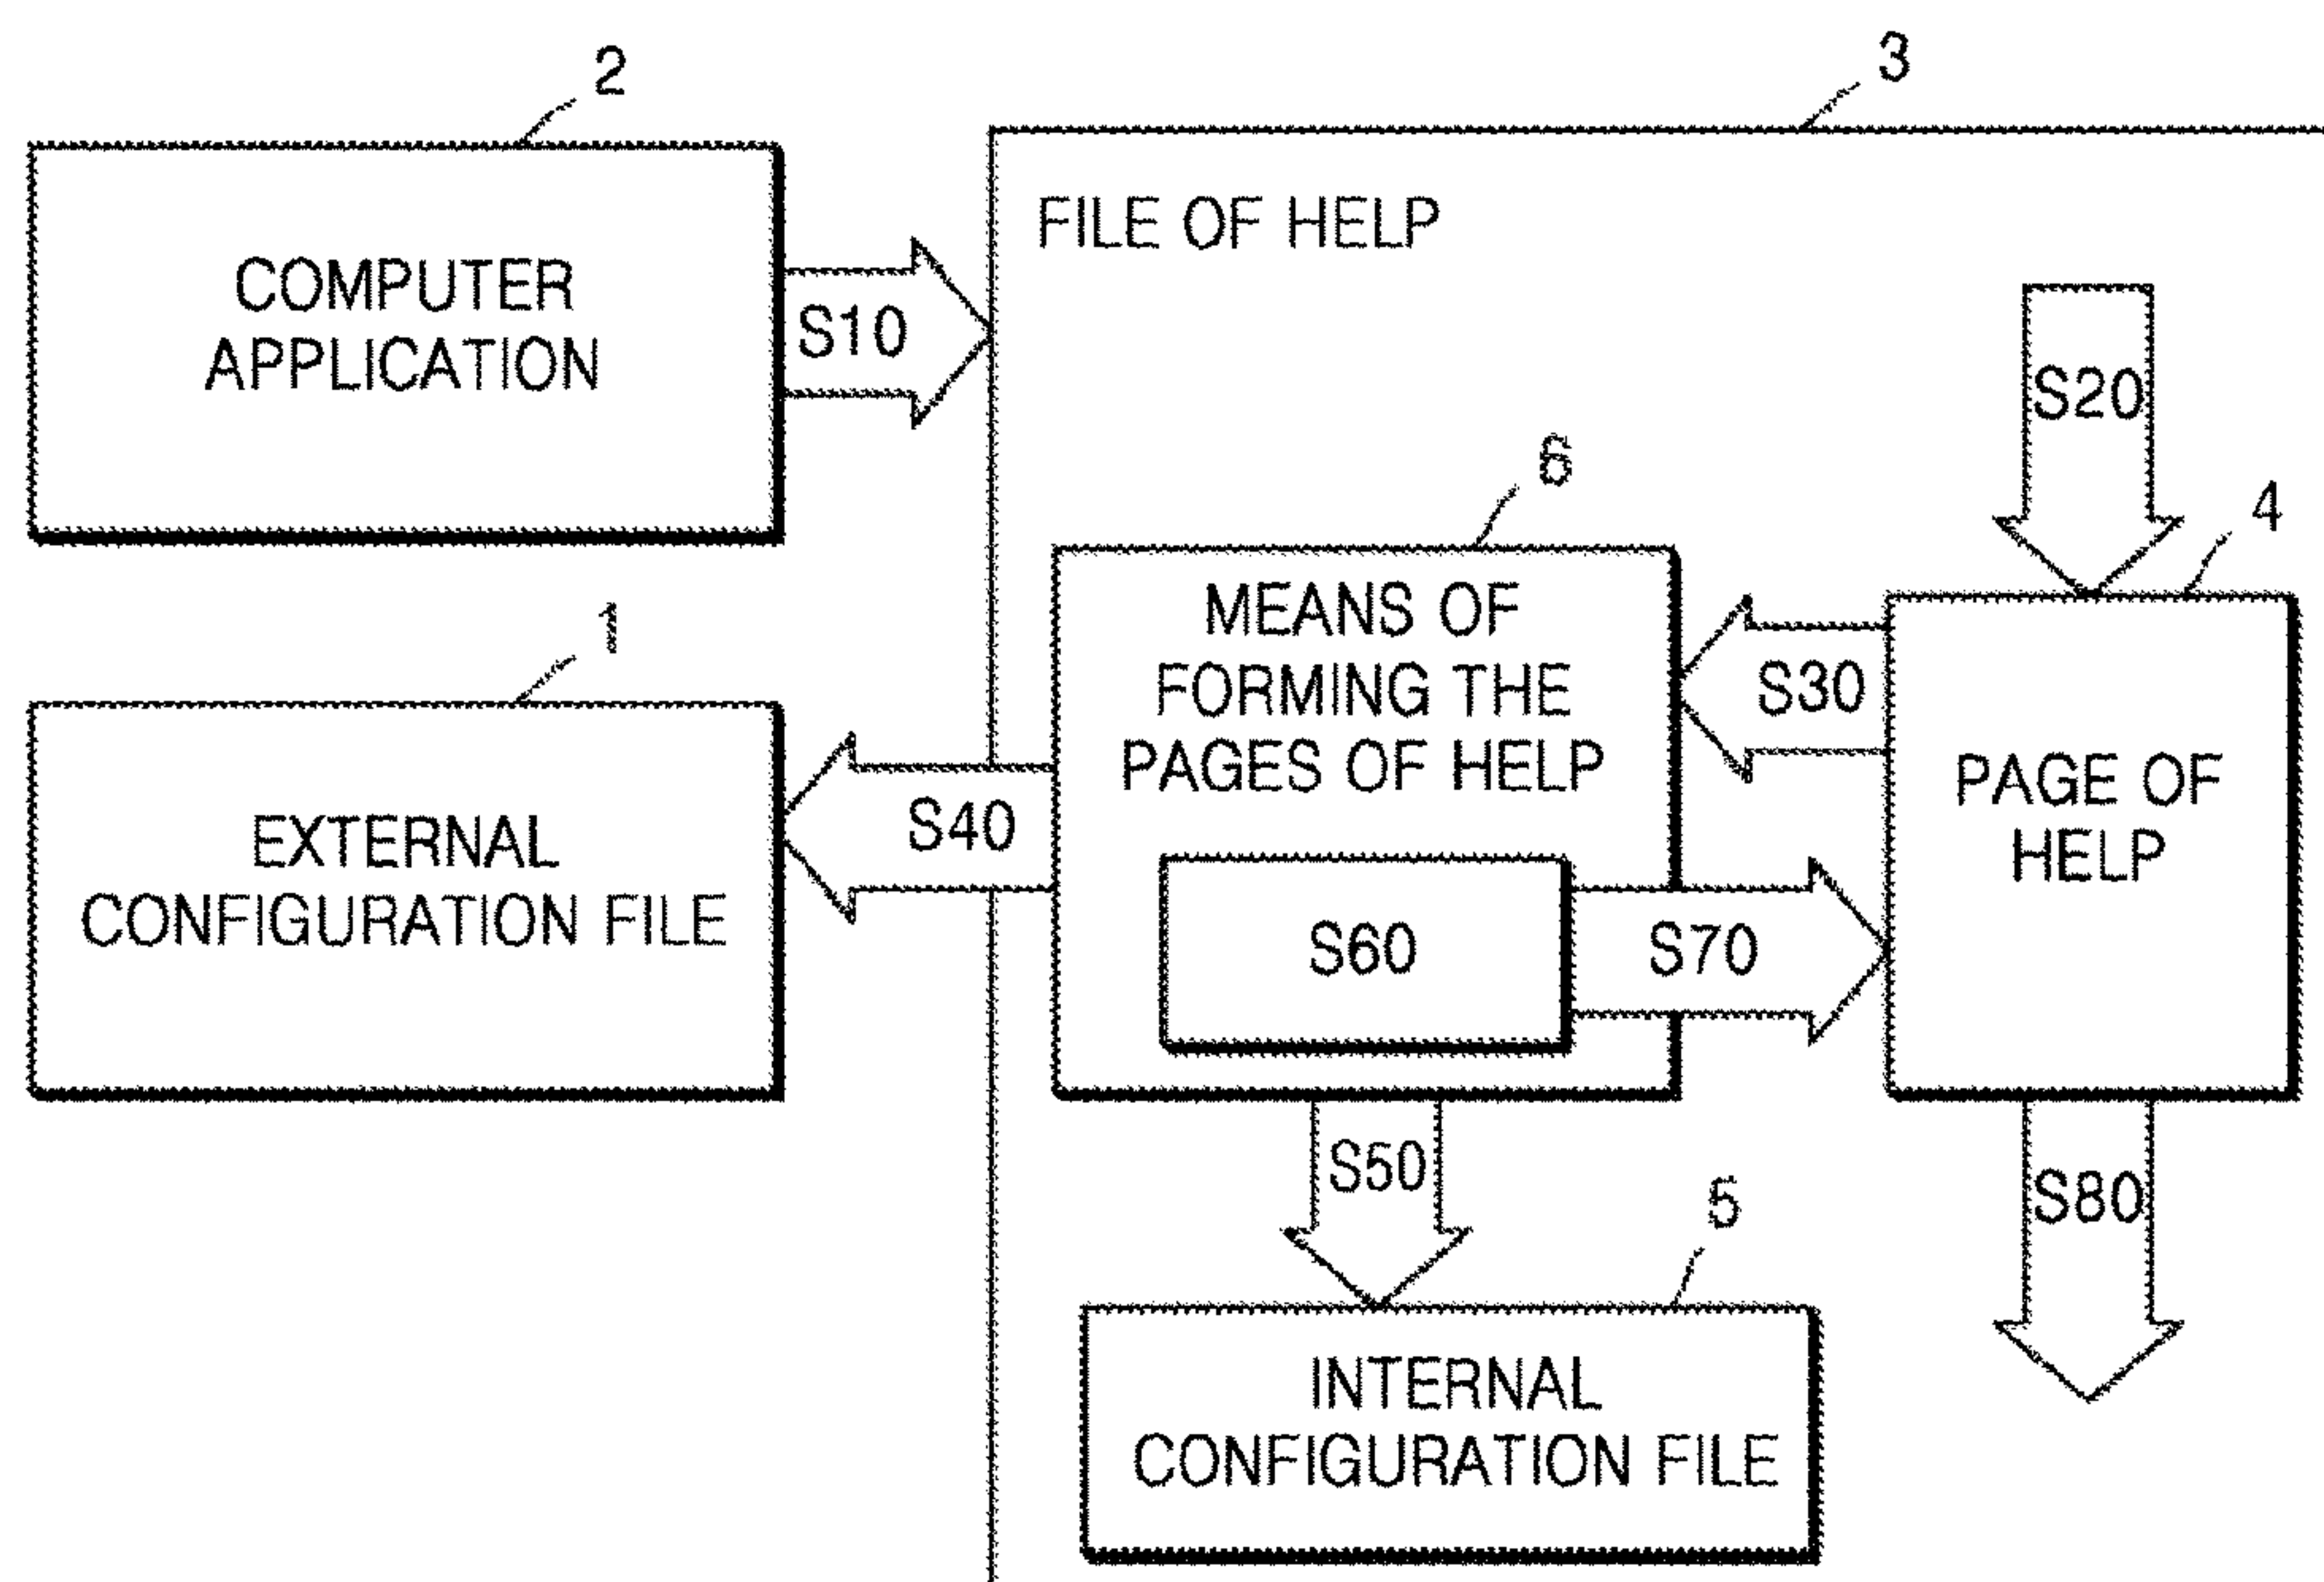 2
3
COMPUTER
APPLICATION
S10
FILE OF HELP
S20
6
4
1
MEANS OF
FORMING THE
PAGES OF HELP
S30
PAGE OF
HELP
EXTERNAL
CONFIGURATION FILE
S40
S60
S70
S50
S80
5
INTERNAL
CONFIGURATION FILE